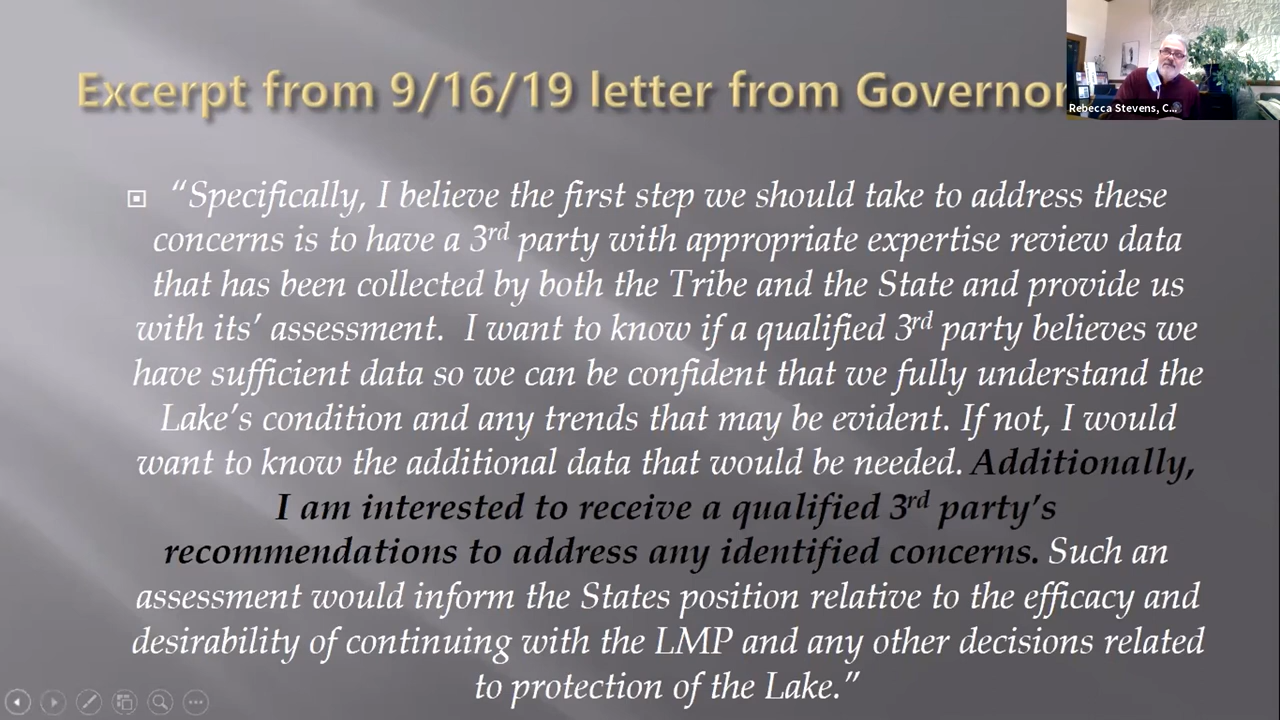 Excerpt from 9/16/19 letter from Governor
Rebecca Stevens, C...
“Specifically, I believe the first step we should take to address these
concerns is to have a 3rd party with appropriate expertise review data
that has been collected by both the Tribe and the State and provide us
with its’ assessment.  I want to know if a qualified 3rd party believes we
have sufficient data so we can be confident that we fully understand the
Lake’s condition and any trends that may be evident. If not, I would
want to know the additional data that would be needed. Additionally,
I am interested to receive a qualified 3rd party’s
recommendations to address any identified concerns. Such an
assessment would inform the States position relative to the efficacy and
desirability of continuing with the LMP and any other decisions related
to protection of the Lake.”